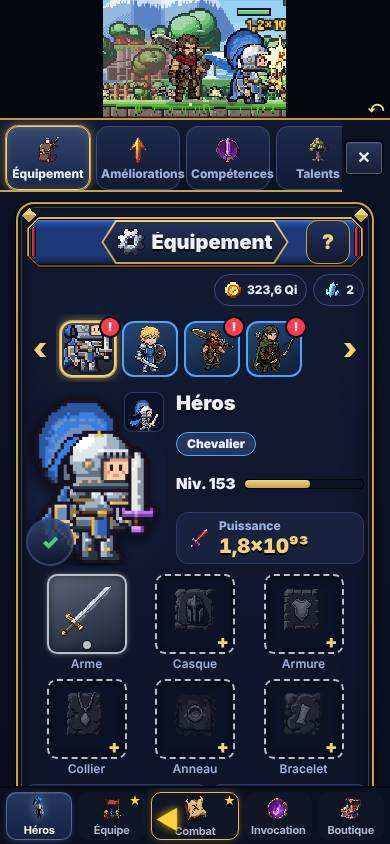 1-2×10
Équipement
Améliorations
Compétences
Talents
×
Équipement
?
323,6 Qi
2
!
!
!
Héros
Chevalier
Niv. 153
Puissance
1,8×10⁹³
Arme
Casque
Armure
Collier
Anneau
Bracelet
Héros
Équipe
Combat
Invocation
Boutique